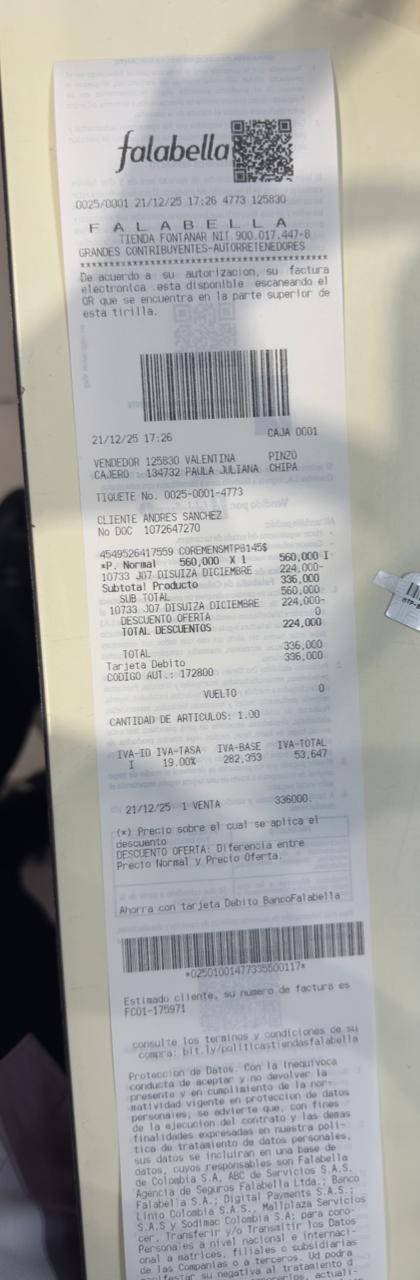 falabella
0025/0001 21/12/25 17:26 4773 125830
F A L A B E L L A
TIENDA FONTANAR NIT 900.017.447-8
GRANDES CONTRIBUYENTES-AUTORRETENEDORES
****************************************
De acuerdo a su autorizacion, su factura
electronica esta disponible escaneando el
QR que se encuentra en la parte superior de
esta tirilla.
21/12/25 17:26 CAJA 0001
VENDEDOR 125830 VALENTINA PINZO
CAJERO : 134732 PAULA JULIANA CHIPA
TIQUETE No. 0025-0001-4773
CLIENTE ANDRES SANCHEZ
No DOC 1072647270
4549526417559 COREMENSMTPB145$
*P. Normal 560,000 X 1 560,000 I
10733 J07 DISUIZA DICIEMBRE 224,000-
Subtotal Producto 336,000
SUB TOTAL 560,000
10733 J07 DISUIZA DICIEMBRE 224,000-
DESCUENTO OFERTA 0
TOTAL DESCUENTOS 224,000
TOTAL 336,000
Tarjeta Debito 336,000
CODIGO AUT.: 172800
VUELTO 0
CANTIDAD DE ARTICULOS: 1.00
IVA-ID IVA-TASA IVA-BASE IVA-TOTAL
I 19.00% 282,353 53,647
21/12/25 1 VENTA 336000.
(*) Precio sobre el cual se aplica el
descuento
DESCUENTO OFERTA: Diferencia entre
Precio Normal y Precio Oferta.
Ahorra con tarjeta Debito BancoFalabella
*02501001477335500117*
Estimado cliente, su numero de factura es
FC01-175971
consulte los terminos y condiciones de su
compra: bit.ly/politicastiendasfalabella
Proteccion de Datos. Con la inequivoca
conducta de aceptar y no devolver la
presente y en cumplimiento de la nor-
matividad vigente en proteccion de datos
personales, se advierte que, con fines
de la ejecucion del contrato y las demas
finalidades expresadas en nuestra poli-
tica de tratamiento de datos personales,
sus datos se incluiran en una base de
datos, cuyos responsables son Falabella
de Colombia S.A, ABC de Servicios S.A.S,
Agencia de Seguros Falabella Ltda.; Banco
Falabella S.A.; Digital Payments S.A.S.;
Linio Colombia S.A.S., Mallplaza Servicios
S.A.S y Sodimac Colombia S.A; para cono-
cer, Transferir y/o Transmitir los Datos
Personales a nivel nacional e internaci-
onal a matrices, filiales o subsidiarias
de las Companias o a terceros. Ud podra
manifestar su negativa al tratamiento d